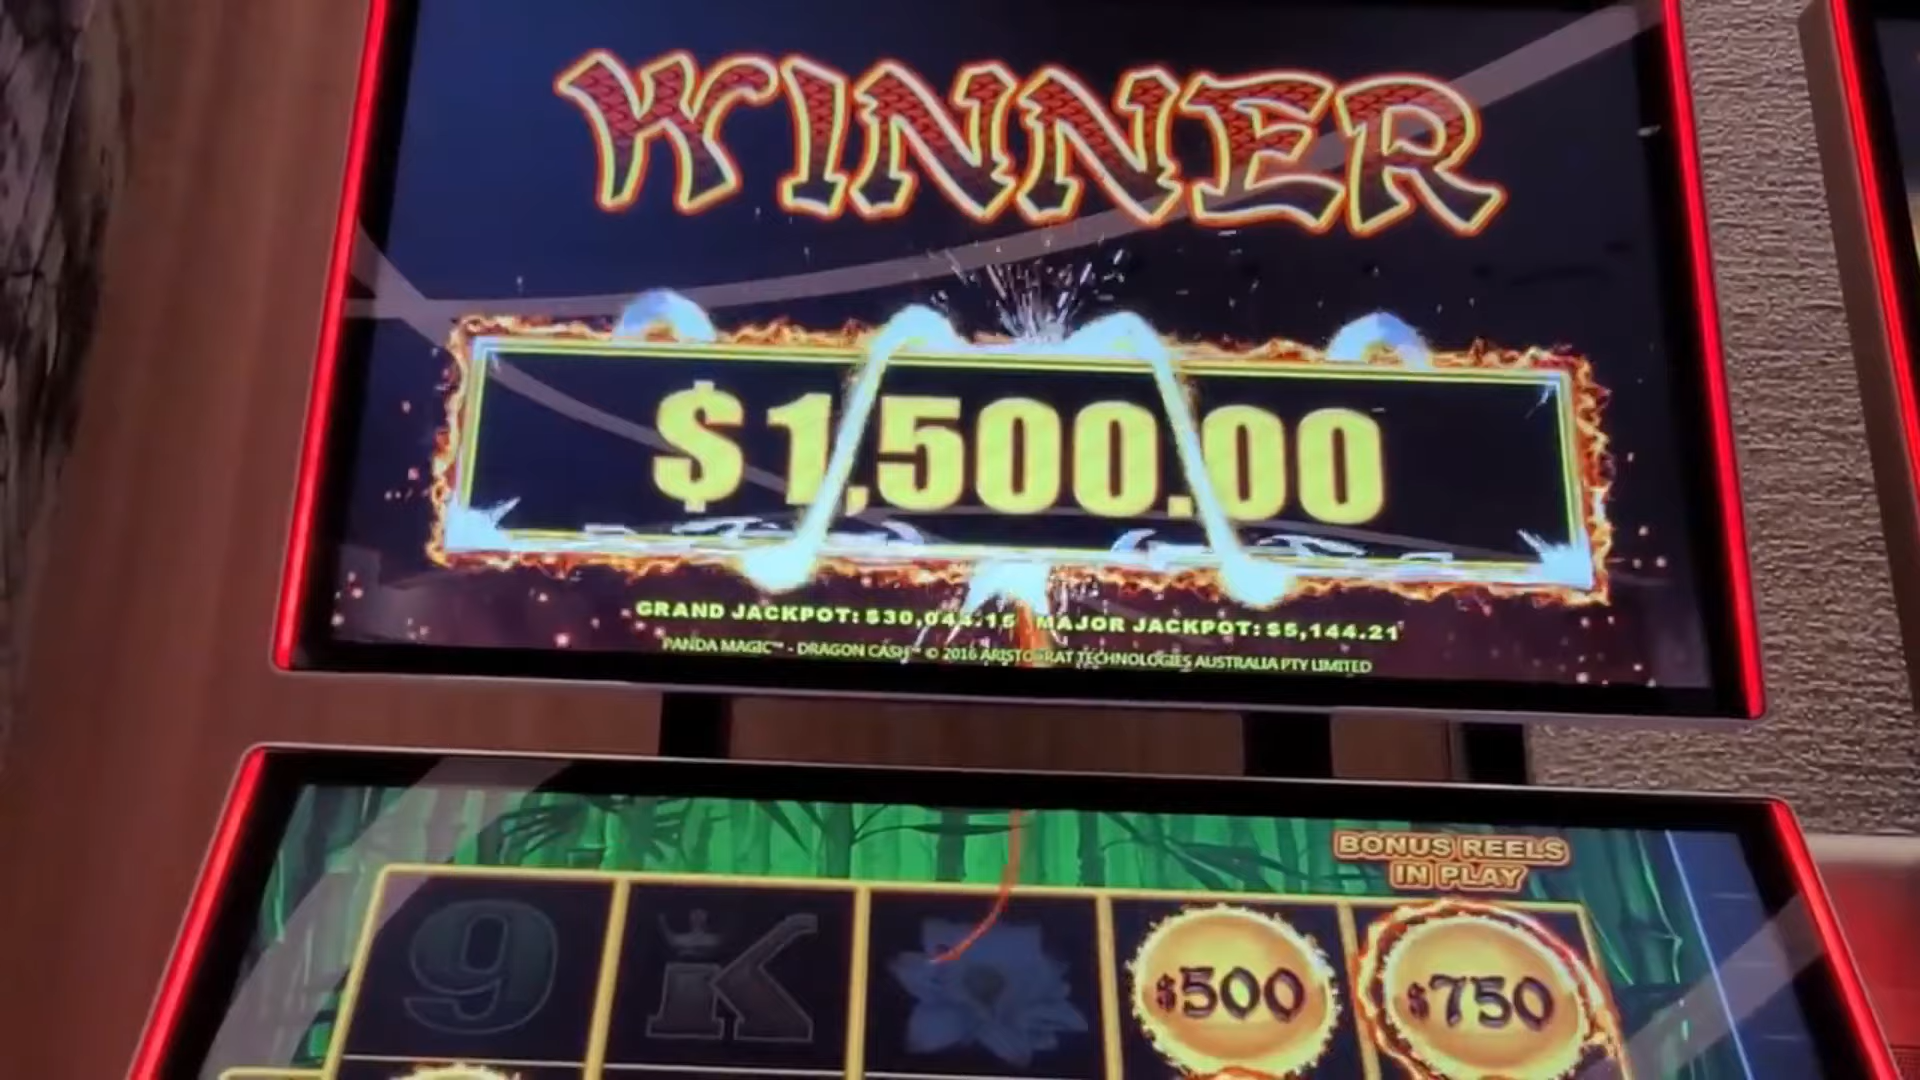 WINNER
$1,500.00
GRAND JACKPOT: $30,044.15 MAJOR JACKPOT: $5,144.21
PANDA MAGIC™ - DRAGON CASH™ © 2016 ARISTOCRAT TECHNOLOGIES AUSTRALIA PTY LIMITED
BONUS REELS
IN PLAY
9 K $500 $750